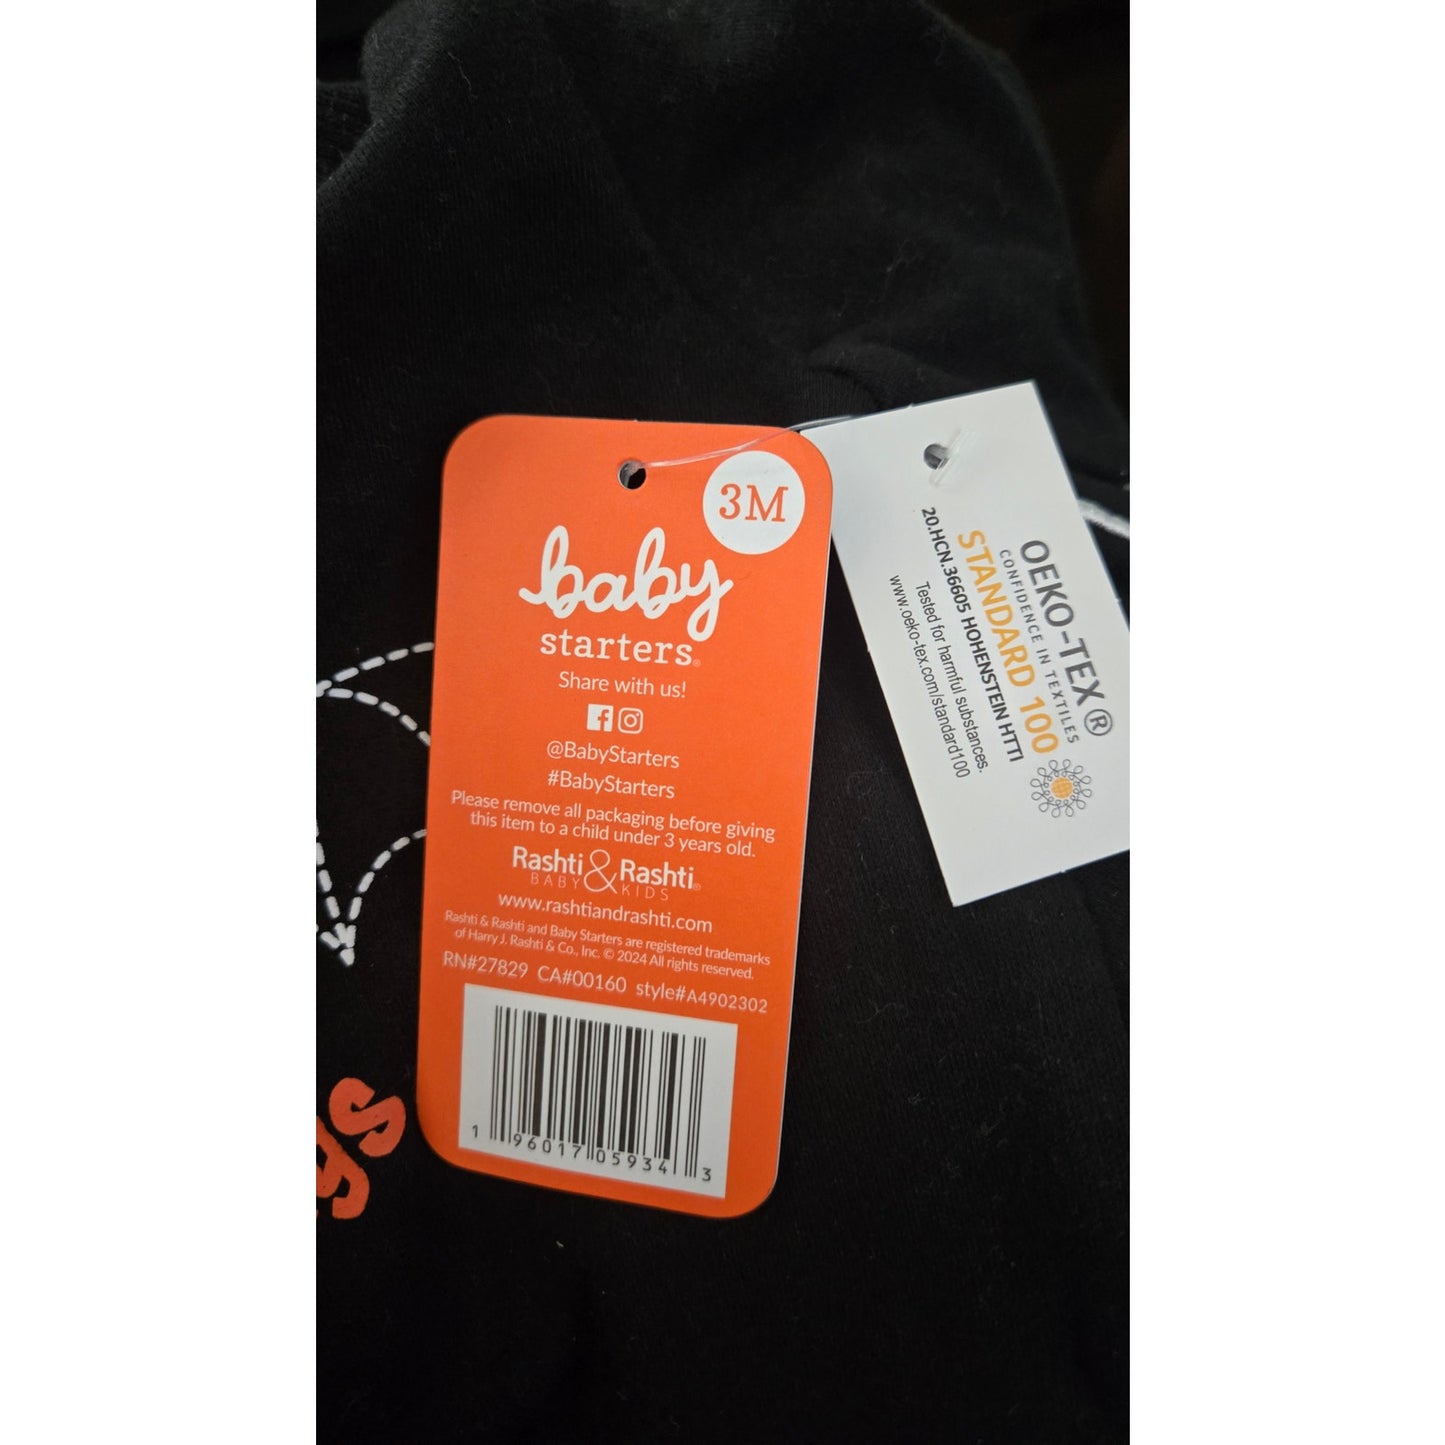 3M
baby
starters®
Share with us!
@BabyStarters
#BabyStarters
Please remove all packaging before giving
this item to a child under 3 years old.
Rashti & Rashti®
BABY KIDS
www.rashtiandrashti.com
Rashti & Rashti and Baby Starters are registered trademarks
of Harry J. Rashti & Co., Inc. © 2024 All rights reserved.
RN#27829 CA#00160 style#A4902302
1 96017 05934 3
OEKO-TEX®
CONFIDENCE IN TEXTILES
STANDARD 100
20.HCN.36605 HOHENSTEIN HTTI
Tested for harmful substances.
www.oeko-tex.com/standard100
ys